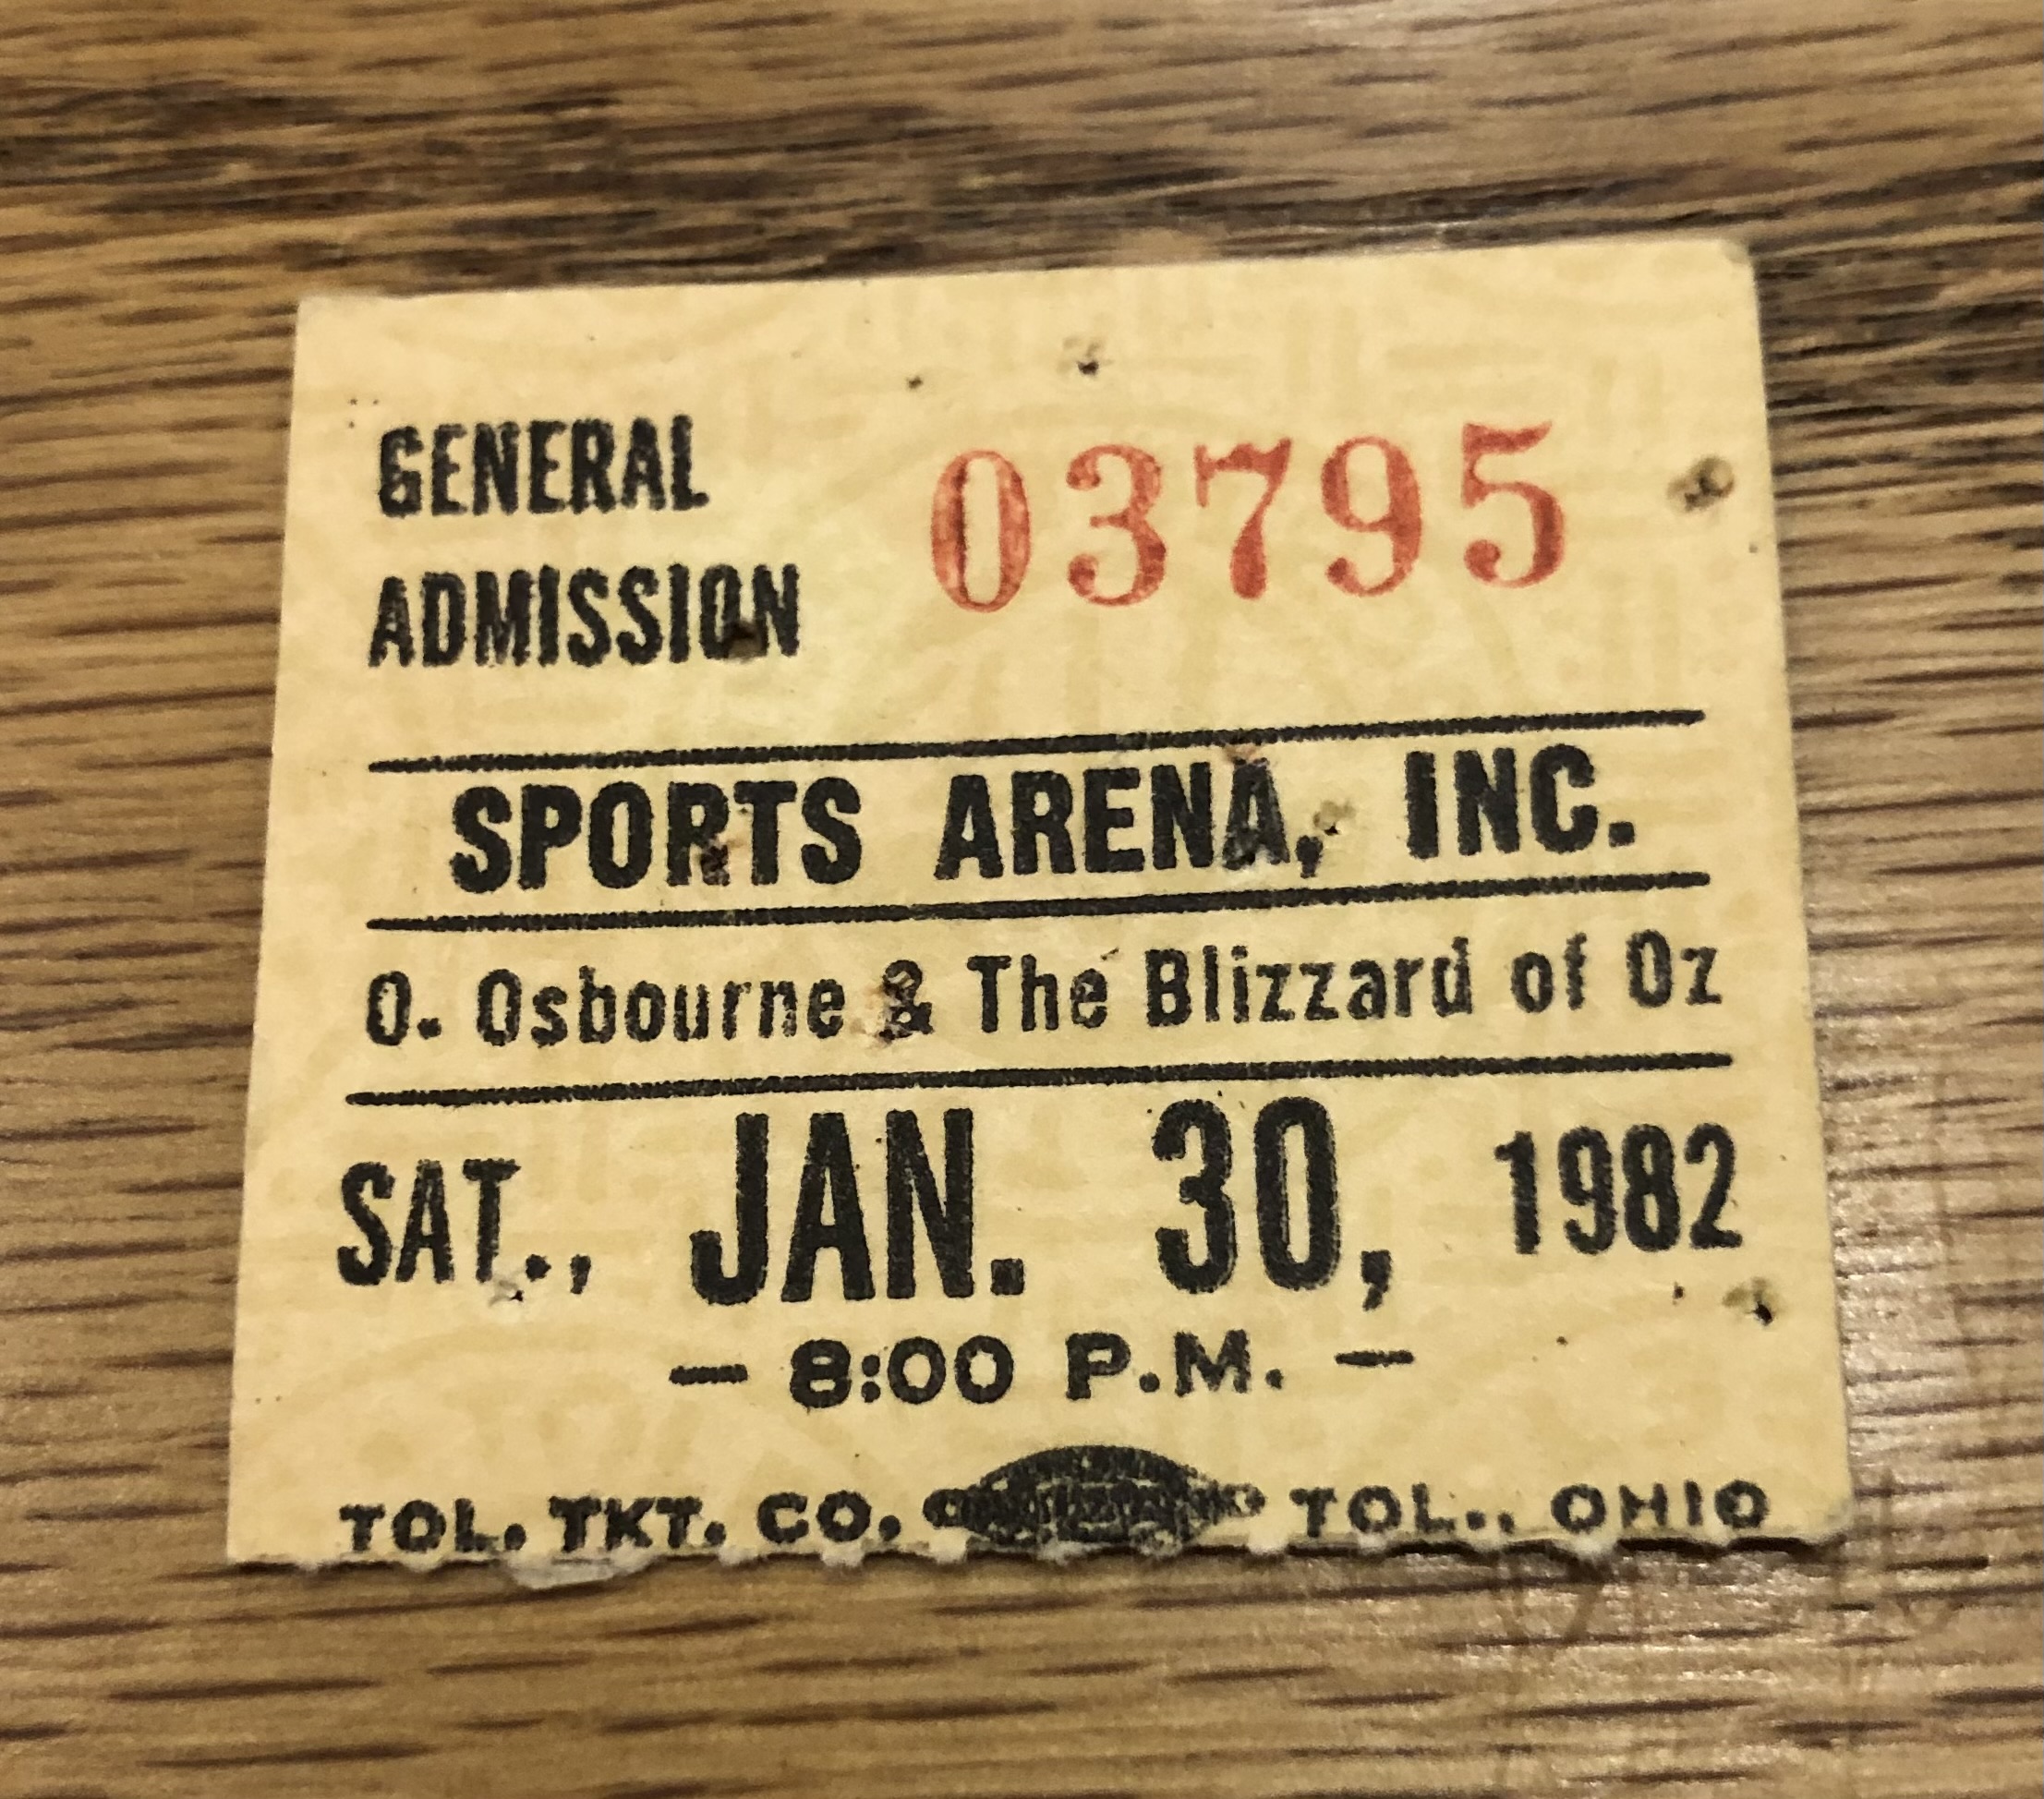 GENERAL
ADMISSION
03795
SPORTS ARENA, INC.
O. Osbourne & The Blizzard of Oz
SAT., JAN. 30, 1982
— 8:00 P.M. —
TOL. TKT. CO. TOL., OHIO